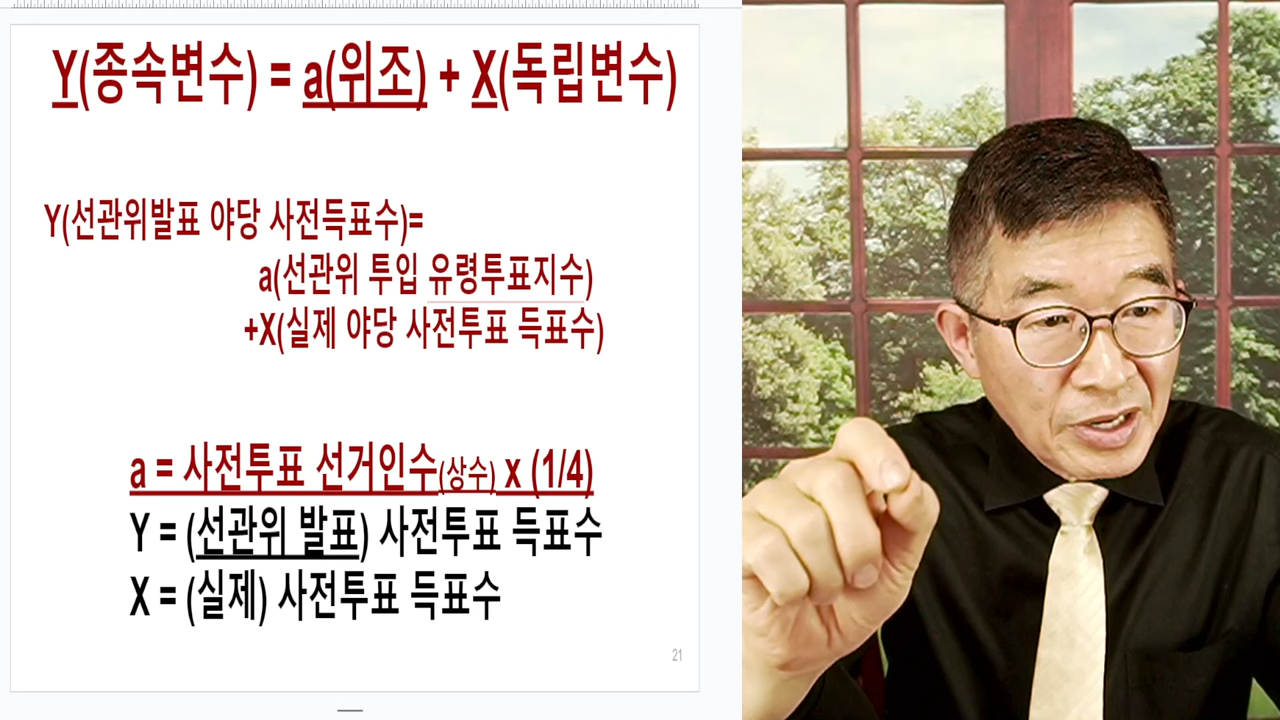 Y(종속변수) = a(위조) + X(독립변수)
Y(선관위발표 야당 사전득표수)=
a(선관위 투입 유령투표지수)
+X(실제 야당 사전투표 득표수)
a = 사전투표 선거인수(상수) x (1/4)
Y = (선관위 발표) 사전투표 득표수
X = (실제) 사전투표 득표수
21